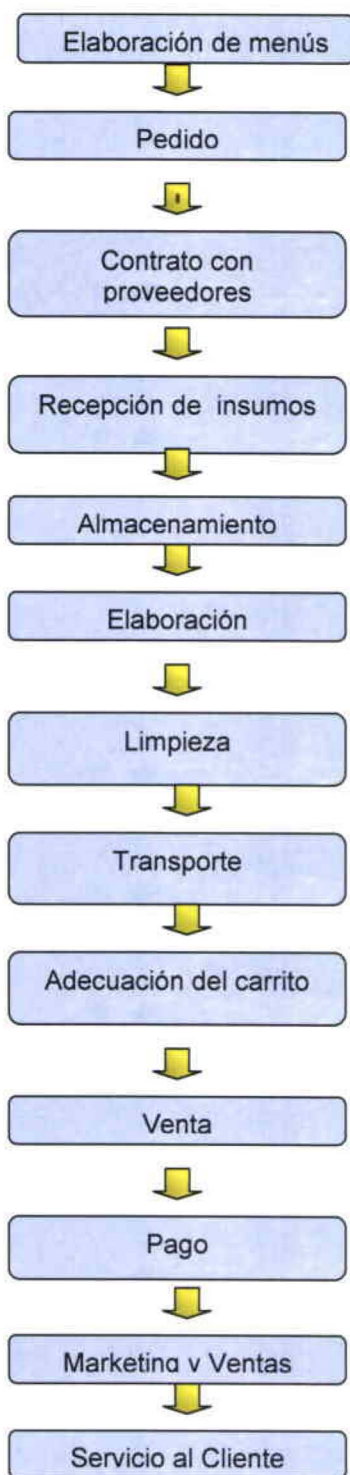 Elaboración de menús
Pedido
Contrato con
proveedores
Recepción de insumos
Almacenamiento
Elaboración
Limpieza
Transporte
Adecuación del carrito
Venta
Pago
Marketing y Ventas
Servicio al Cliente